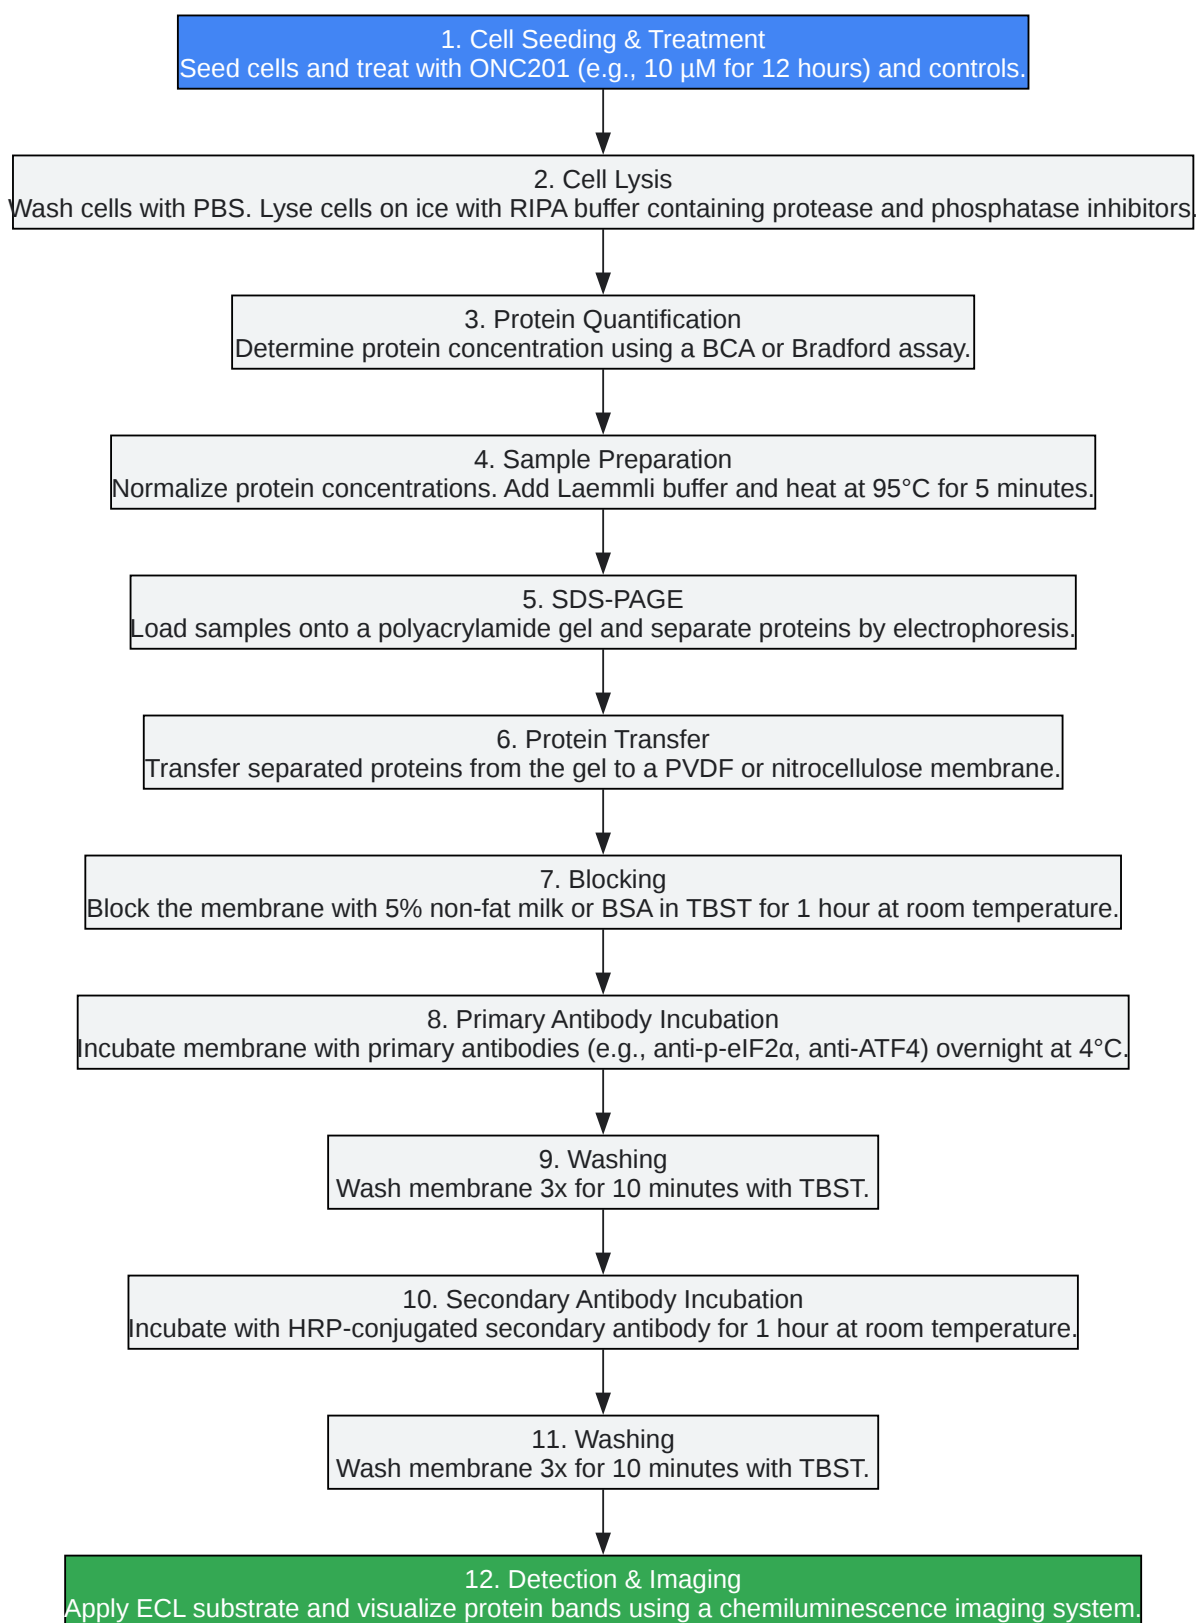 1. Cell Seeding & Treatment
Seed cells and treat with ONC201 (e.g., 10 µM for 12 hours) and controls.
2. Cell Lysis
Wash cells with PBS. Lyse cells on ice with RIPA buffer containing protease and phosphatase inhibitors.
3. Protein Quantification
Determine protein concentration using a BCA or Bradford assay.
4. Sample Preparation
Normalize protein concentrations. Add Laemmli buffer and heat at 95°C for 5 minutes.
5. SDS-PAGE
Load samples onto a polyacrylamide gel and separate proteins by electrophoresis.
6. Protein Transfer
Transfer separated proteins from the gel to a PVDF or nitrocellulose membrane.
7. Blocking
Block the membrane with 5% non-fat milk or BSA in TBST for 1 hour at room temperature.
8. Primary Antibody Incubation
Incubate membrane with primary antibodies (e.g., anti-p-eIF2α, anti-ATF4) overnight at 4°C.
9. Washing
Wash membrane 3x for 10 minutes with TBST.
10. Secondary Antibody Incubation
Incubate with HRP-conjugated secondary antibody for 1 hour at room temperature.
11. Washing
Wash membrane 3x for 10 minutes with TBST.
12. Detection & Imaging
Apply ECL substrate and visualize protein bands using a chemiluminescence imaging system.